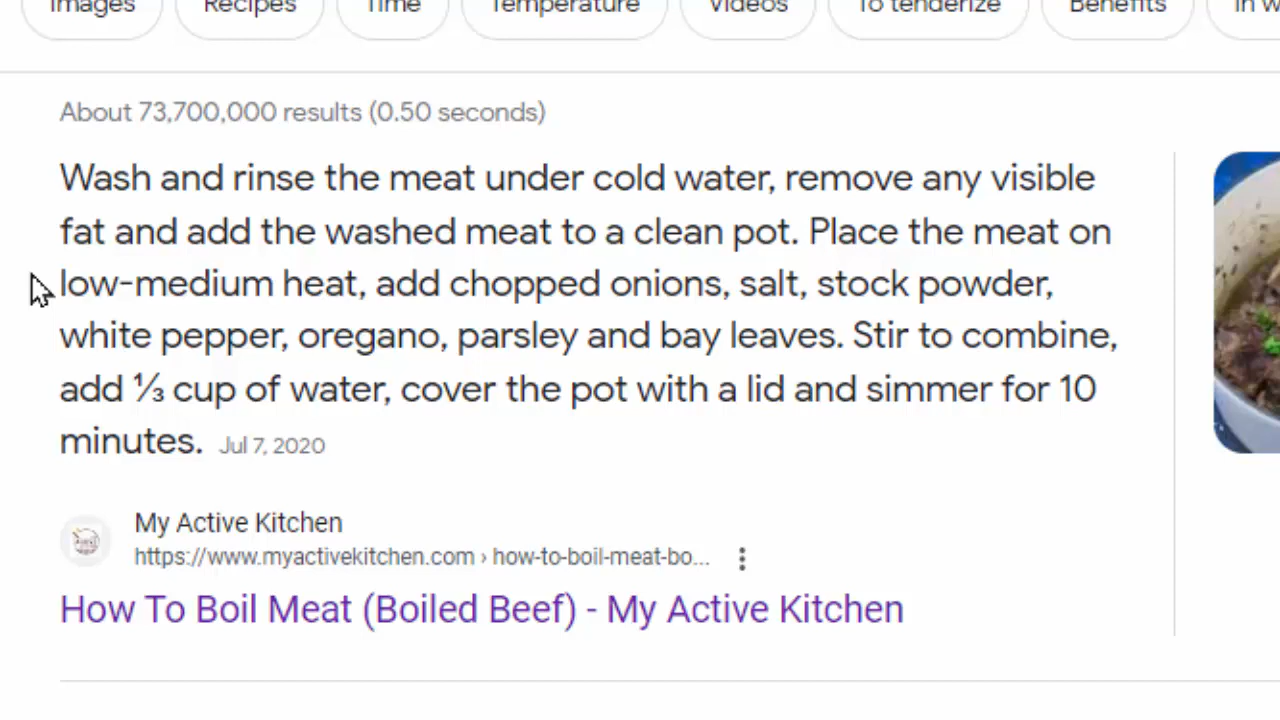 Images Recipes Time Temperature Videos To tenderize Benefits In w
About 73,700,000 results (0.50 seconds)
Wash and rinse the meat under cold water, remove any visible
fat and add the washed meat to a clean pot. Place the meat on
low-medium heat, add chopped onions, salt, stock powder,
white pepper, oregano, parsley and bay leaves. Stir to combine,
add ⅓ cup of water, cover the pot with a lid and simmer for 10
minutes. Jul 7, 2020
My Active Kitchen
https://www.myactivekitchen.com › how-to-boil-meat-bo...
How To Boil Meat (Boiled Beef) - My Active Kitchen